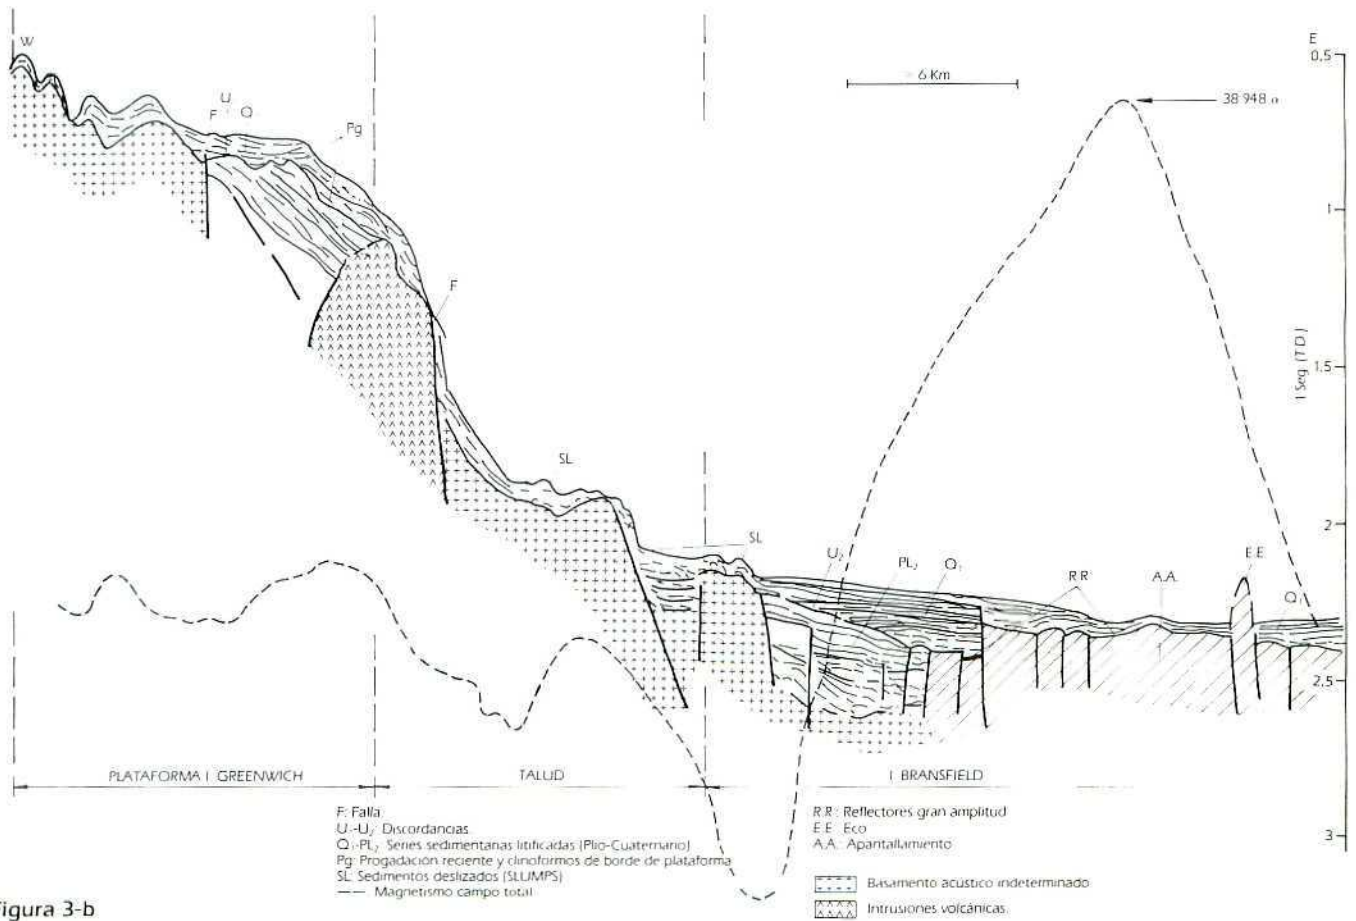 W
E
0,5
6 Km
38 948 n
U
F Q
Pg
1
F
1 Seg. (T.D.)
1.5
SL
2
SL
U2
PL2
Q1
R.R.
A.A.
E.E
Q1
2.5
PLATAFORMA I GREENWICH
TALUD
I BRANSFIELD
3
F: Falla
U1-U2: Discordancias
Q1-PL2 Series sedimentarias litificadas (Plio-Cuaternario)
Pg: Progadación reciente y clinoformos de borde de plataforma
SL: Sedimentos deslizados (SLUMPS)
Magnetismo campo total
R.R.: Reflectores gran amplitud
E.E. Eco
A.A.: Apantallamiento
Basamento acústico indeterminado
Intrusiones volcánicas.
igura 3-b